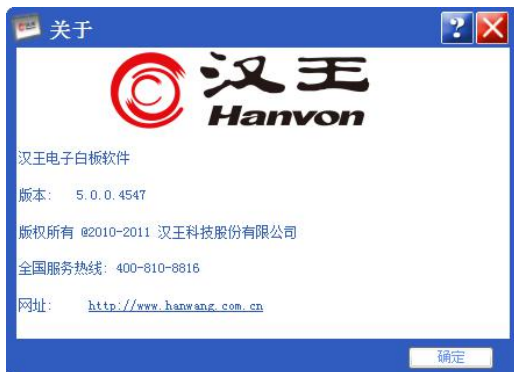 关于
汉王
Hanvon
汉王电子白板软件
版本: 5.0.0.4547
版权所有 @2010-2011 汉王科技股份有限公司
全国服务热线: 400-810-8816
网址: http://www.hanwang.com.cn
确定